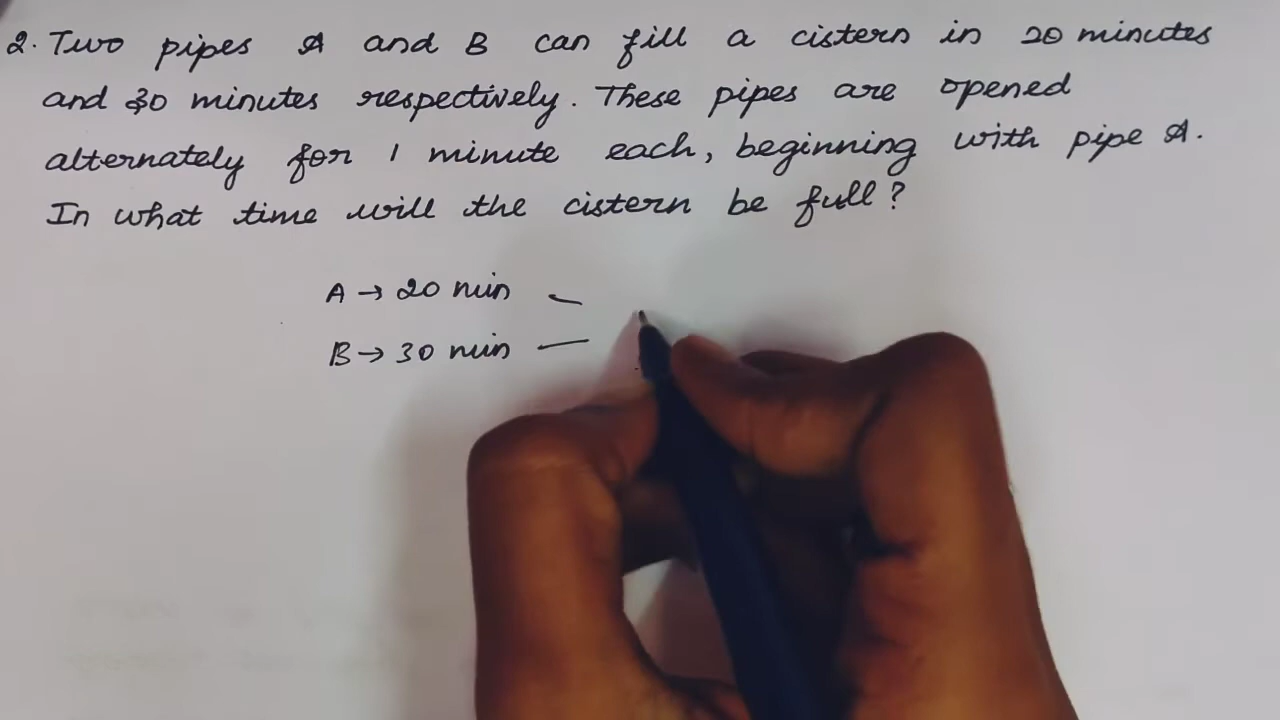 2. Two pipes A and B can fill a cistern in 20 minutes
and 30 minutes respectively. These pipes are opened
alternately for 1 minute each, beginning with pipe A.
In what time will the cistern be full?
A → 20 min
B → 30 min